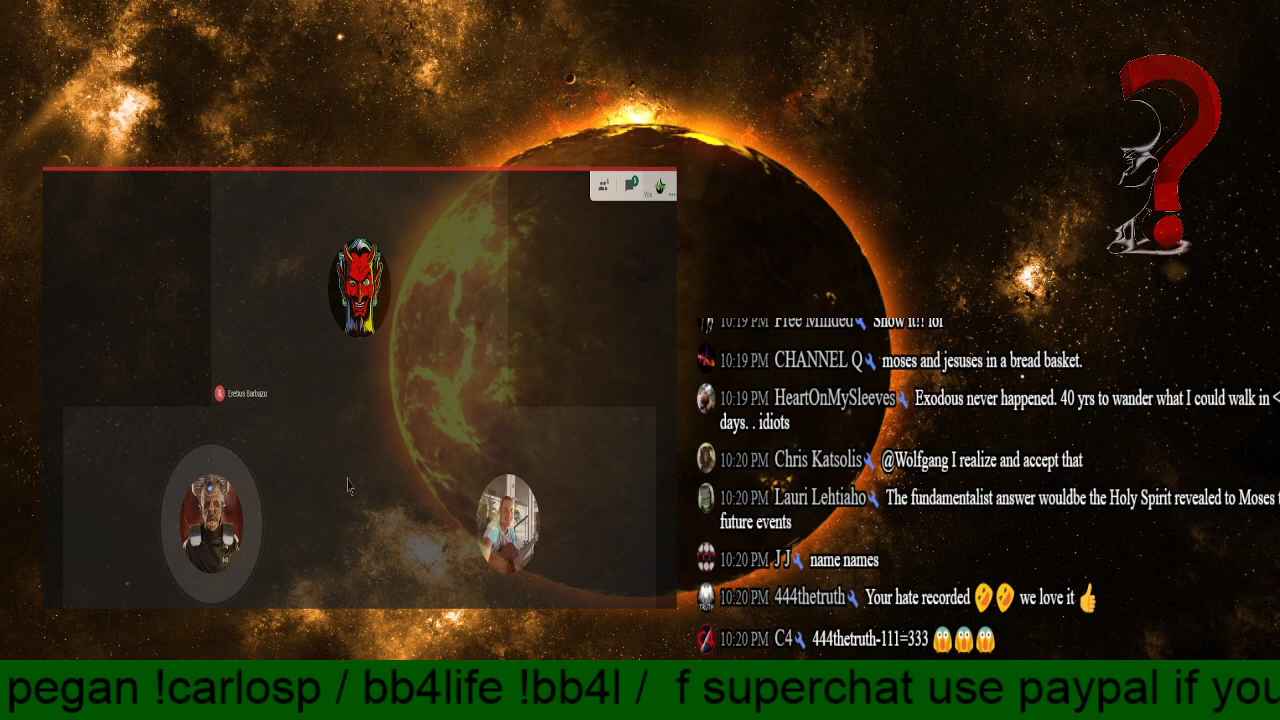 You
Erebus Barbazu
10:19 PM Free Minded Show it!! lol
10:19 PM CHANNEL Q moses and jesuses in a bread basket.
10:19 PM HeartOnMySleeves Exodous never happened. 40 yrs to wander what I could walk in <
days. . idiots
10:20 PM Chris Katsolis @Wolfgang I realize and accept that
10:20 PM Lauri Lehtiaho The fundamentalist answer wouldbe the Holy Spirit revealed to Moses t
future events
10:20 PM J J name names
10:20 PM 444thetruth Your hate recorded 🤣🤣 we love it 👍
10:20 PM C4 444thetruth-111=333 😱😱😱
pegan !carlosp / bb4life !bb4l / f superchat use paypal if you